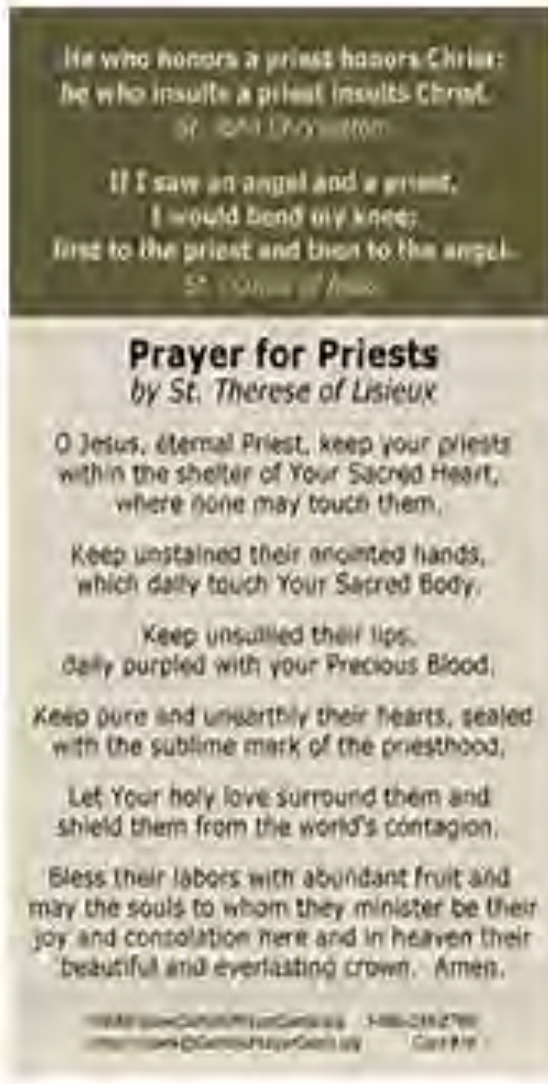 He who honors a priest honors Christ;
he who insults a priest insults Christ.
St. John Chrysostom
If I saw an angel and a priest,
I would bend my knee;
first to the priest and then to the angel.
St. Francis of
Prayer for Priests
by St. Therese of Lisieux
O Jesus, eternal Priest, keep your priests
within the shelter of Your Sacred Heart,
where none may touch them.
Keep unstained their anointed hands,
which daily touch Your Sacred Body.
Keep unsullied their lips,
daily purpled with your Precious Blood.
Keep pure and unearthly their hearts, sealed
with the sublime mark of the priesthood.
Let Your holy love surround them and
shield them from the world's contagion.
Bless their labors with abundant fruit and
may the souls to whom they minister be their
joy and consolation here and in heaven their
beautiful and everlasting crown. Amen.